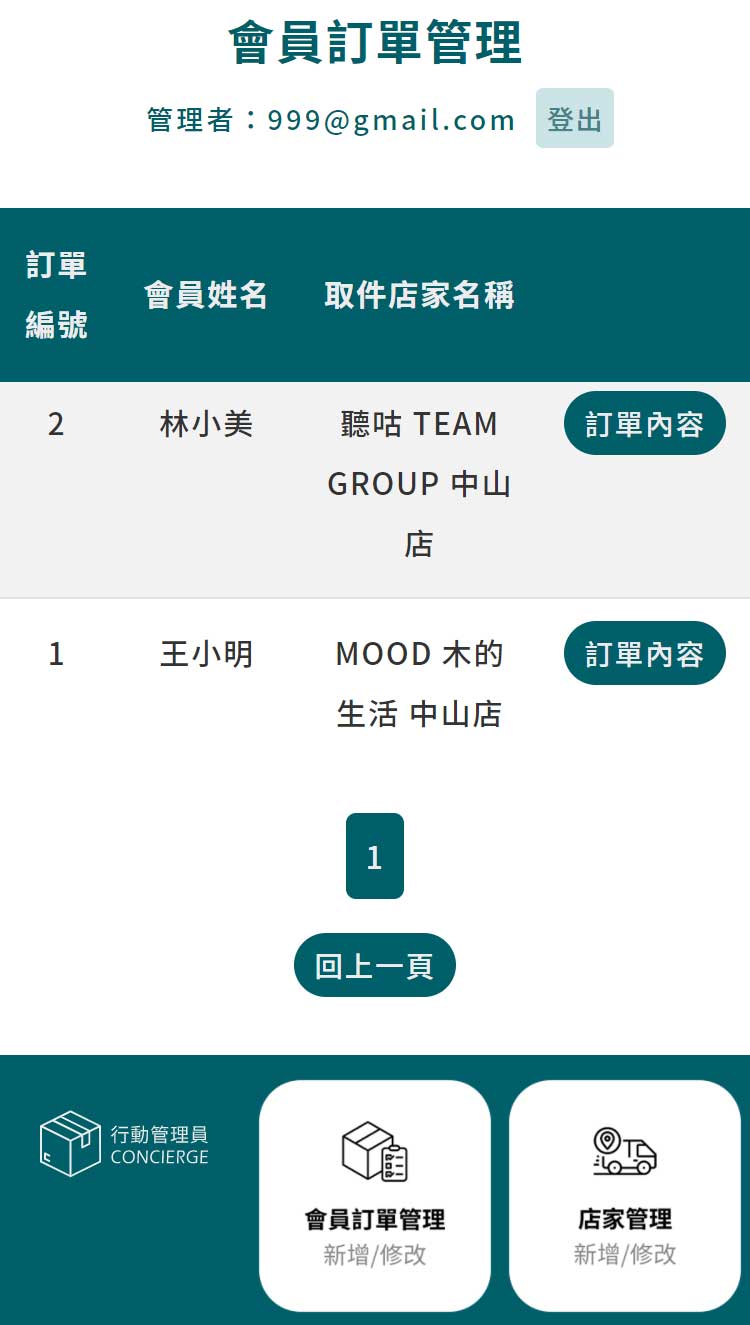 會員訂單管理
管理者：999@gmail.com 登出
訂單
編號
會員姓名
取件店家名稱
2
林小美
聽咕 TEAM
GROUP 中山
店
訂單內容
1
王小明
MOOD 木的
生活 中山店
訂單內容
1
回上一頁
行動管理員
CONCIERGE
會員訂單管理
新增/修改
店家管理
新增/修改